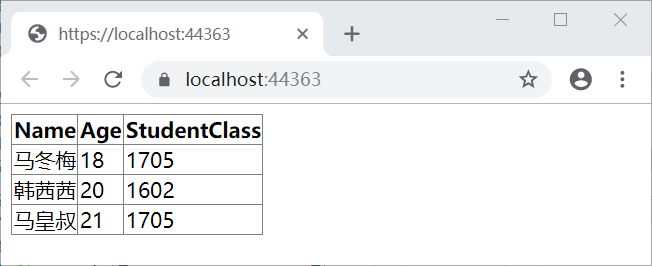 https://localhost:44363
localhost:44363
Name Age StudentClass
马冬梅 18 1705
韩茜茜 20 1602
马皇叔 21 1705